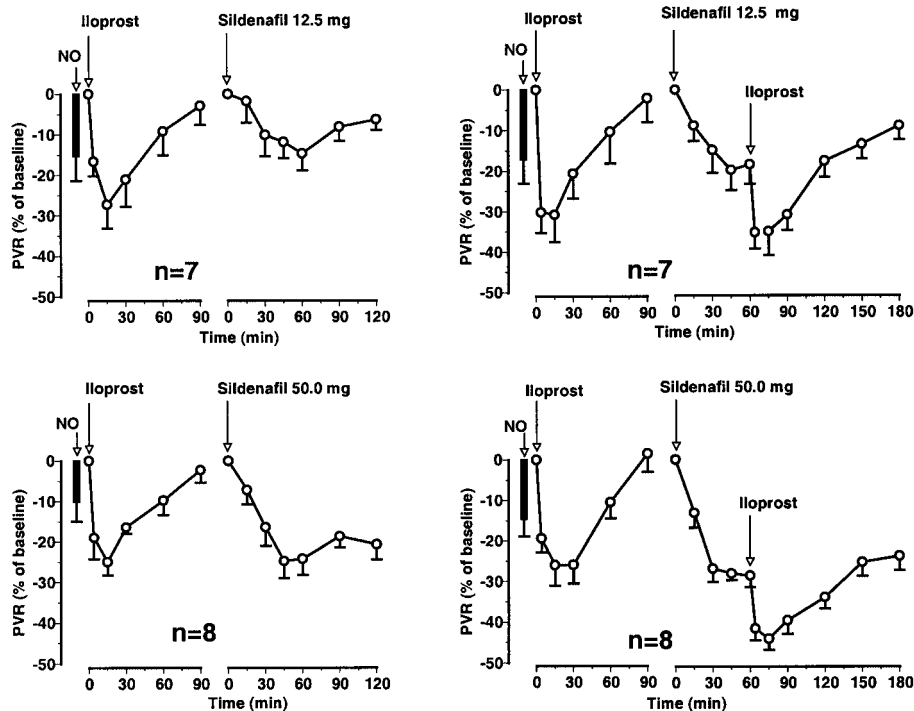 Iloprost
Sildenafil 12.5 mg
NO
PVR (% of baseline)
0
-10
-20
-30
-40
-50
n=7
0 30 60 90
0 30 60 90 120
Time (min)
Iloprost
Sildenafil 12.5 mg
NO
Iloprost
PVR (% of baseline)
0
-10
-20
-30
-40
-50
n=7
0 30 60 90
0 30 60 90 120 150 180
Time (min)
Iloprost
Sildenafil 50.0 mg
NO
PVR (% of baseline)
0
-10
-20
-30
-40
-50
n=8
0 30 60 90
0 30 60 90 120
Time (min)
Iloprost
Sildenafil 50.0 mg
NO
Iloprost
PVR (% of baseline)
0
-10
-20
-30
-40
-50
n=8
0 30 60 90
0 30 60 90 120 150 180
Time (min)